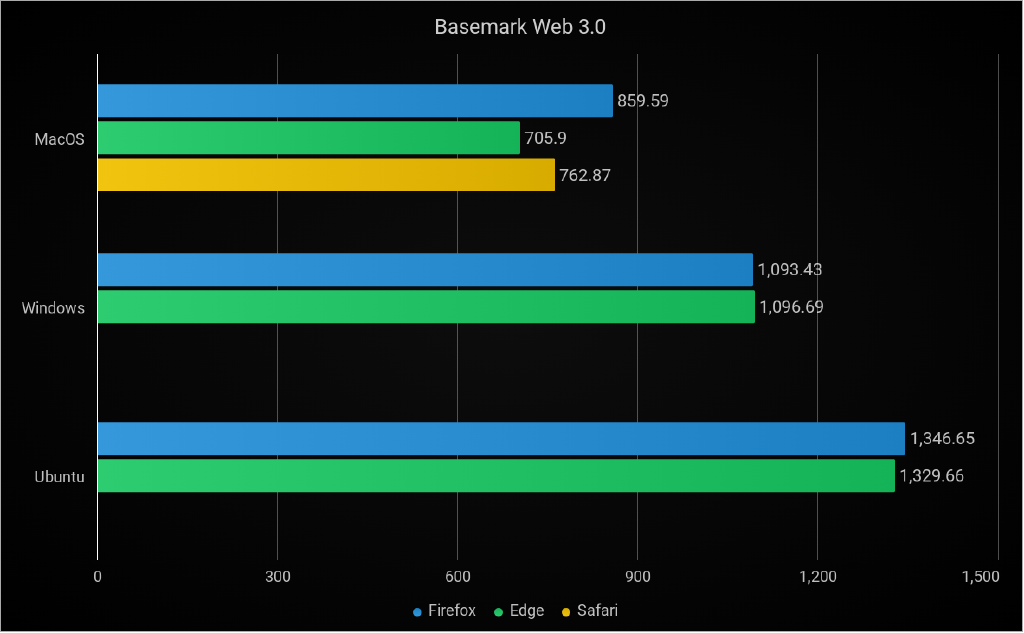 Basemark Web 3.0
MacOS
859.59
705.9
762.87
Windows
1,093.43
1,096.69
Ubuntu
1,346.65
1,329.66
0 300 600 900 1,200 1,500
Firefox Edge Safari